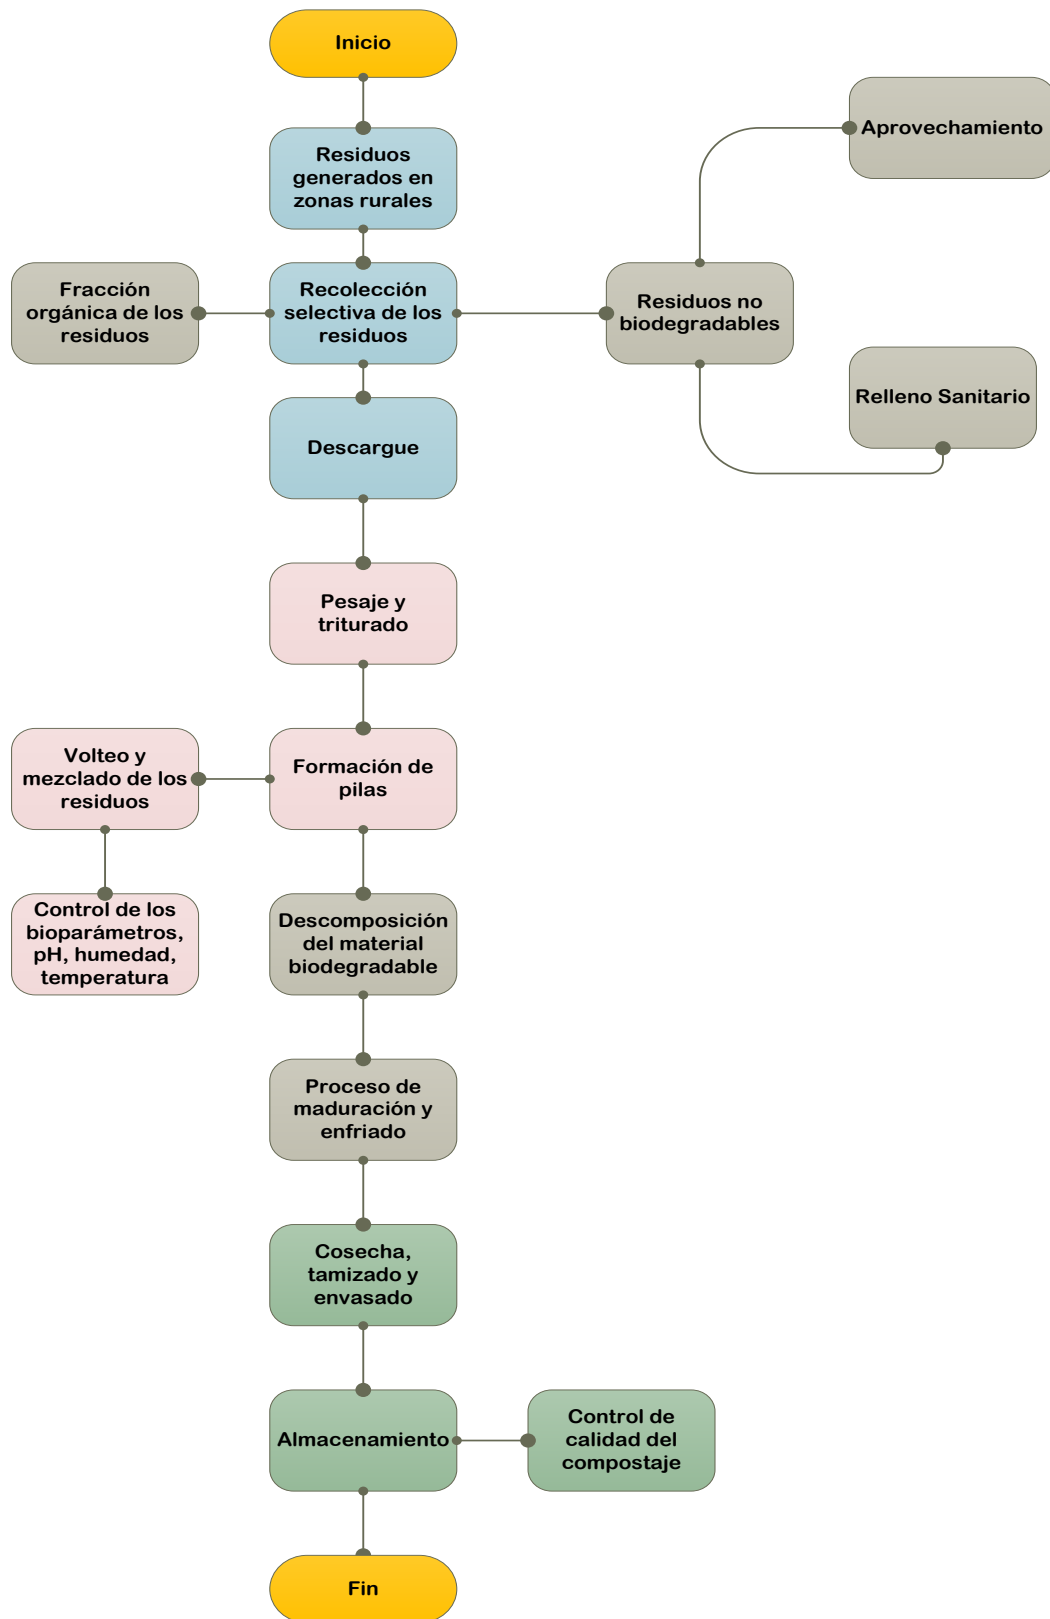 Inicio
Residuos
generados en
zonas rurales
Aprovechamiento
Fracción
orgánica de los
residuos
Recolección
selectiva de los
residuos
Residuos no
biodegradables
Relleno Sanitario
Descargue
Pesaje y
triturado
Volteo y
mezclado de los
residuos
Formación de
pilas
Control de los
bioparámetros,
pH, humedad,
temperatura
Descomposición
del material
biodegradable
Proceso de
maduración y
enfriado
Cosecha,
tamizado y
envasado
Almacenamiento
Control de
calidad del
compostaje
Fin